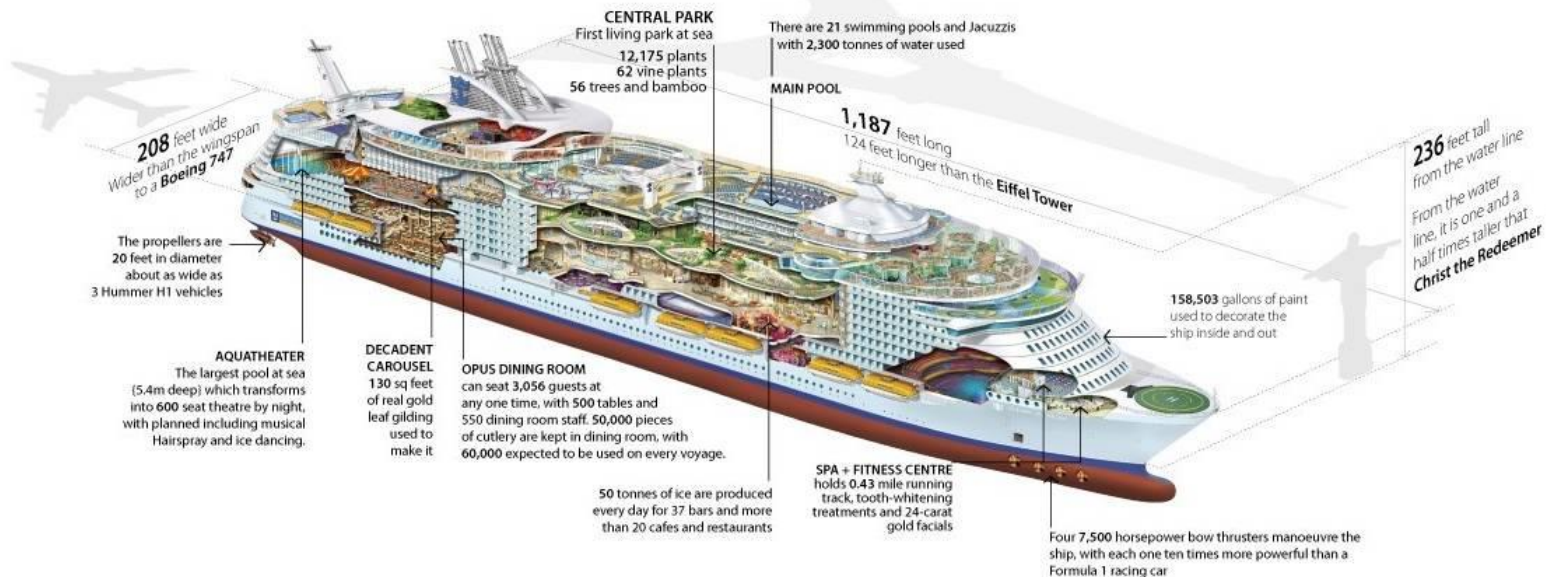 CENTRAL PARK
First living park at sea
12,175 plants
62 vine plants
56 trees and bamboo
There are 21 swimming pools and Jacuzzis
with 2,300 tonnes of water used
MAIN POOL
208 feet wide
Wider than the wingspan
to a Boeing 747
1,187 feet long
124 feet longer than the Eiffel Tower
236 feet tall
from the water line
From the water
line, it is one and a
half times taller that
Christ the Redeemer
The propellers are
20 feet in diameter
about as wide as
3 Hummer H1 vehicles
158,503 gallons of paint
used to decorate the
ship inside and out
AQUATHEATER
The largest pool at sea
(5.4m deep) which transforms
into 600 seat theatre by night,
with planned including musical
Hairspray and ice dancing.
DECADENT
CAROUSEL
130 sq feet
of real gold
leaf gilding
used to
make it
OPUS DINING ROOM
can seat 3,056 guests at
any one time, with 500 tables and
550 dining room staff. 50,000 pieces
of cutlery are kept in dining room, with
60,000 expected to be used on every voyage.
50 tonnes of ice are produced
every day for 37 bars and more
than 20 cafes and restaurants
SPA + FITNESS CENTRE
holds 0.43 mile running
track, tooth-whitening
treatments and 24-carat
gold facials
Four 7,500 horsepower bow thrusters manoeuvre the
ship, with each one ten times more powerful than a
Formula 1 racing car
H